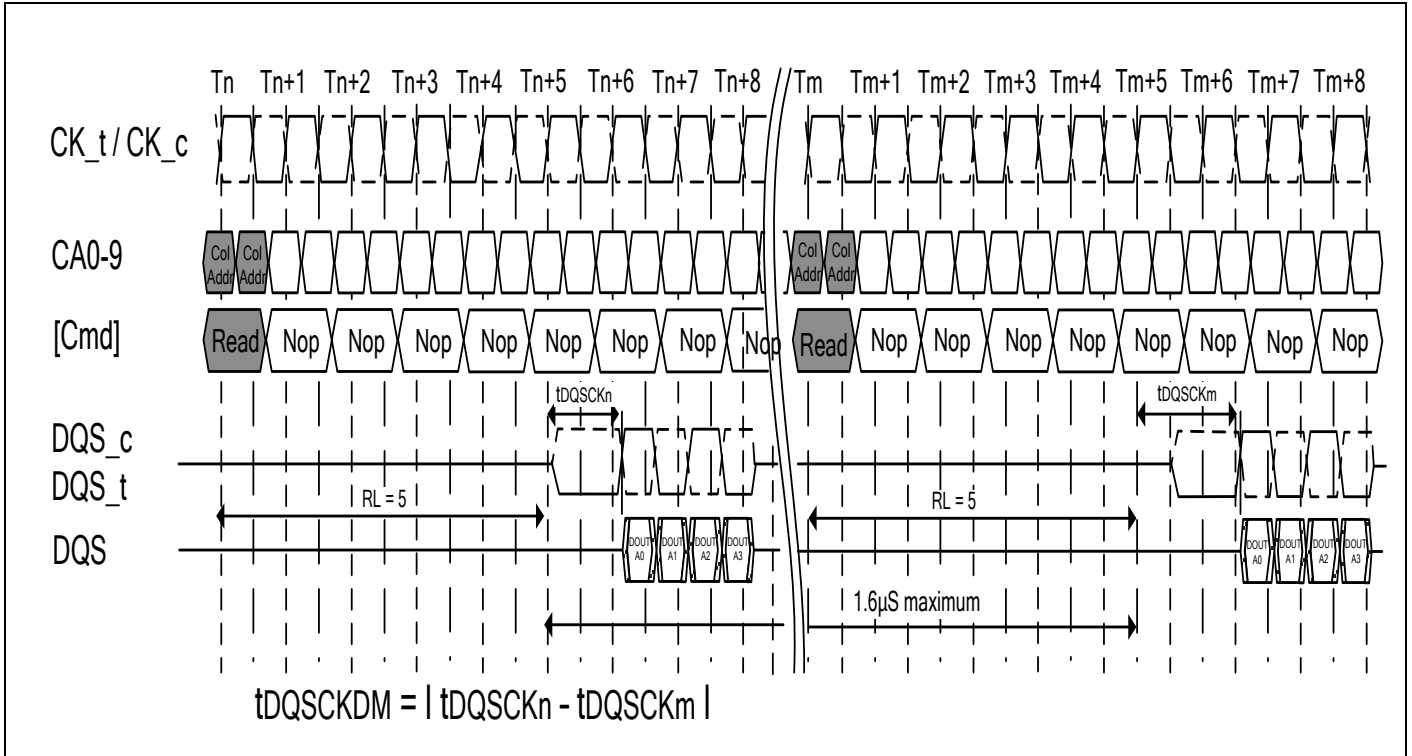 Tn Tn+1 Tn+2 Tn+3 Tn+4 Tn+5 Tn+6 Tn+7 Tn+8 Tm Tm+1 Tm+2 Tm+3 Tm+4 Tm+5 Tm+6 Tm+7 Tm+8
CK_t / CK_c
CA0-9 Col Addr Col Addr Col Addr Col Addr
[Cmd] Read Nop Nop Nop Nop Nop Nop Nop Nop Read Nop Nop Nop Nop Nop Nop Nop Nop
tDQSCKn tDQSCKm
DQS_c
DQS_t
RL = 5 RL = 5
DQS DOUT A0 DOUT A1 DOUT A2 DOUT A3 DOUT A0 DOUT A1 DOUT A2 DOUT A3
1.6µS maximum
tDQSCKDM = | tDQSCKn - tDQSCKm |